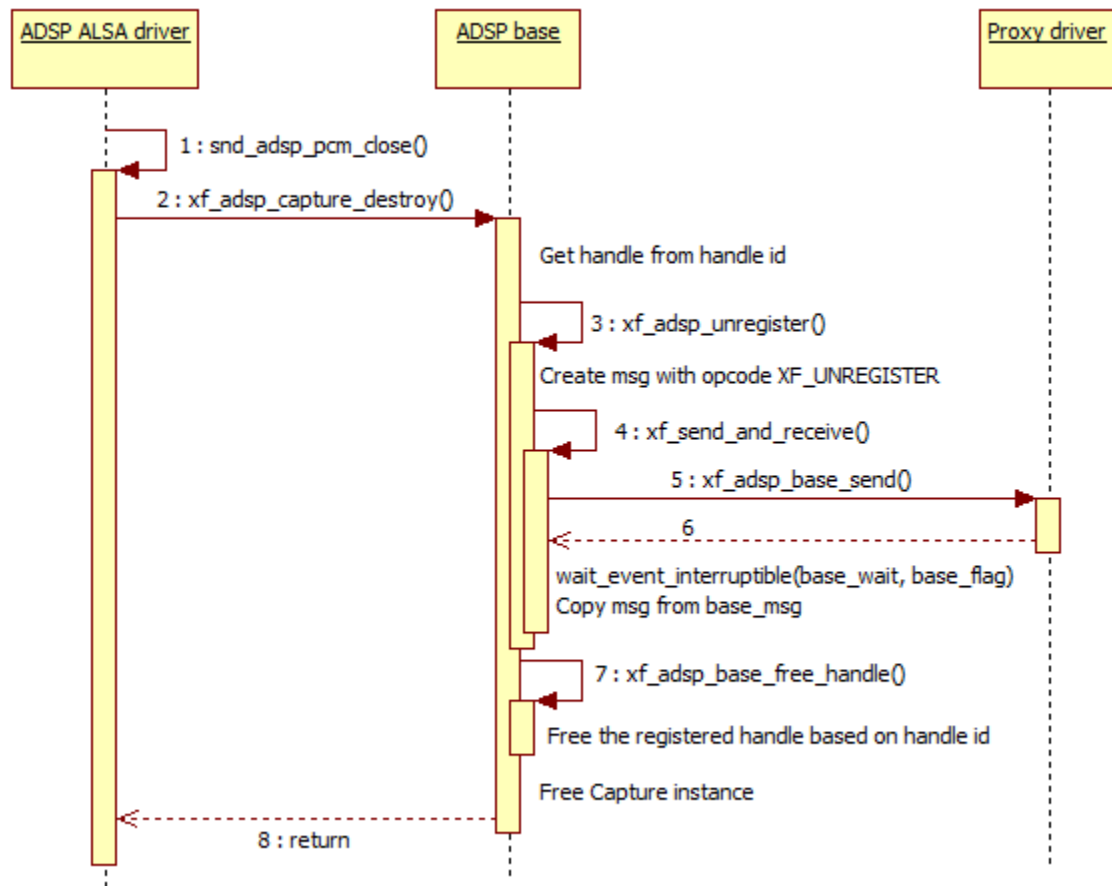 ADSP ALSA driver
ADSP base
Proxy driver
1 : snd_adsp_pcm_close()
2 : xf_adsp_capture_destroy()
Get handle from handle id
3 : xf_adsp_unregister()
Create msg with opcode XF_UNREGISTER
4 : xf_send_and_receive()
5 : xf_adsp_base_send()
6
wait_event_interruptible(base_wait, base_flag)
Copy msg from base_msg
7 : xf_adsp_base_free_handle()
Free the registered handle based on handle id
Free Capture instance
8 : return